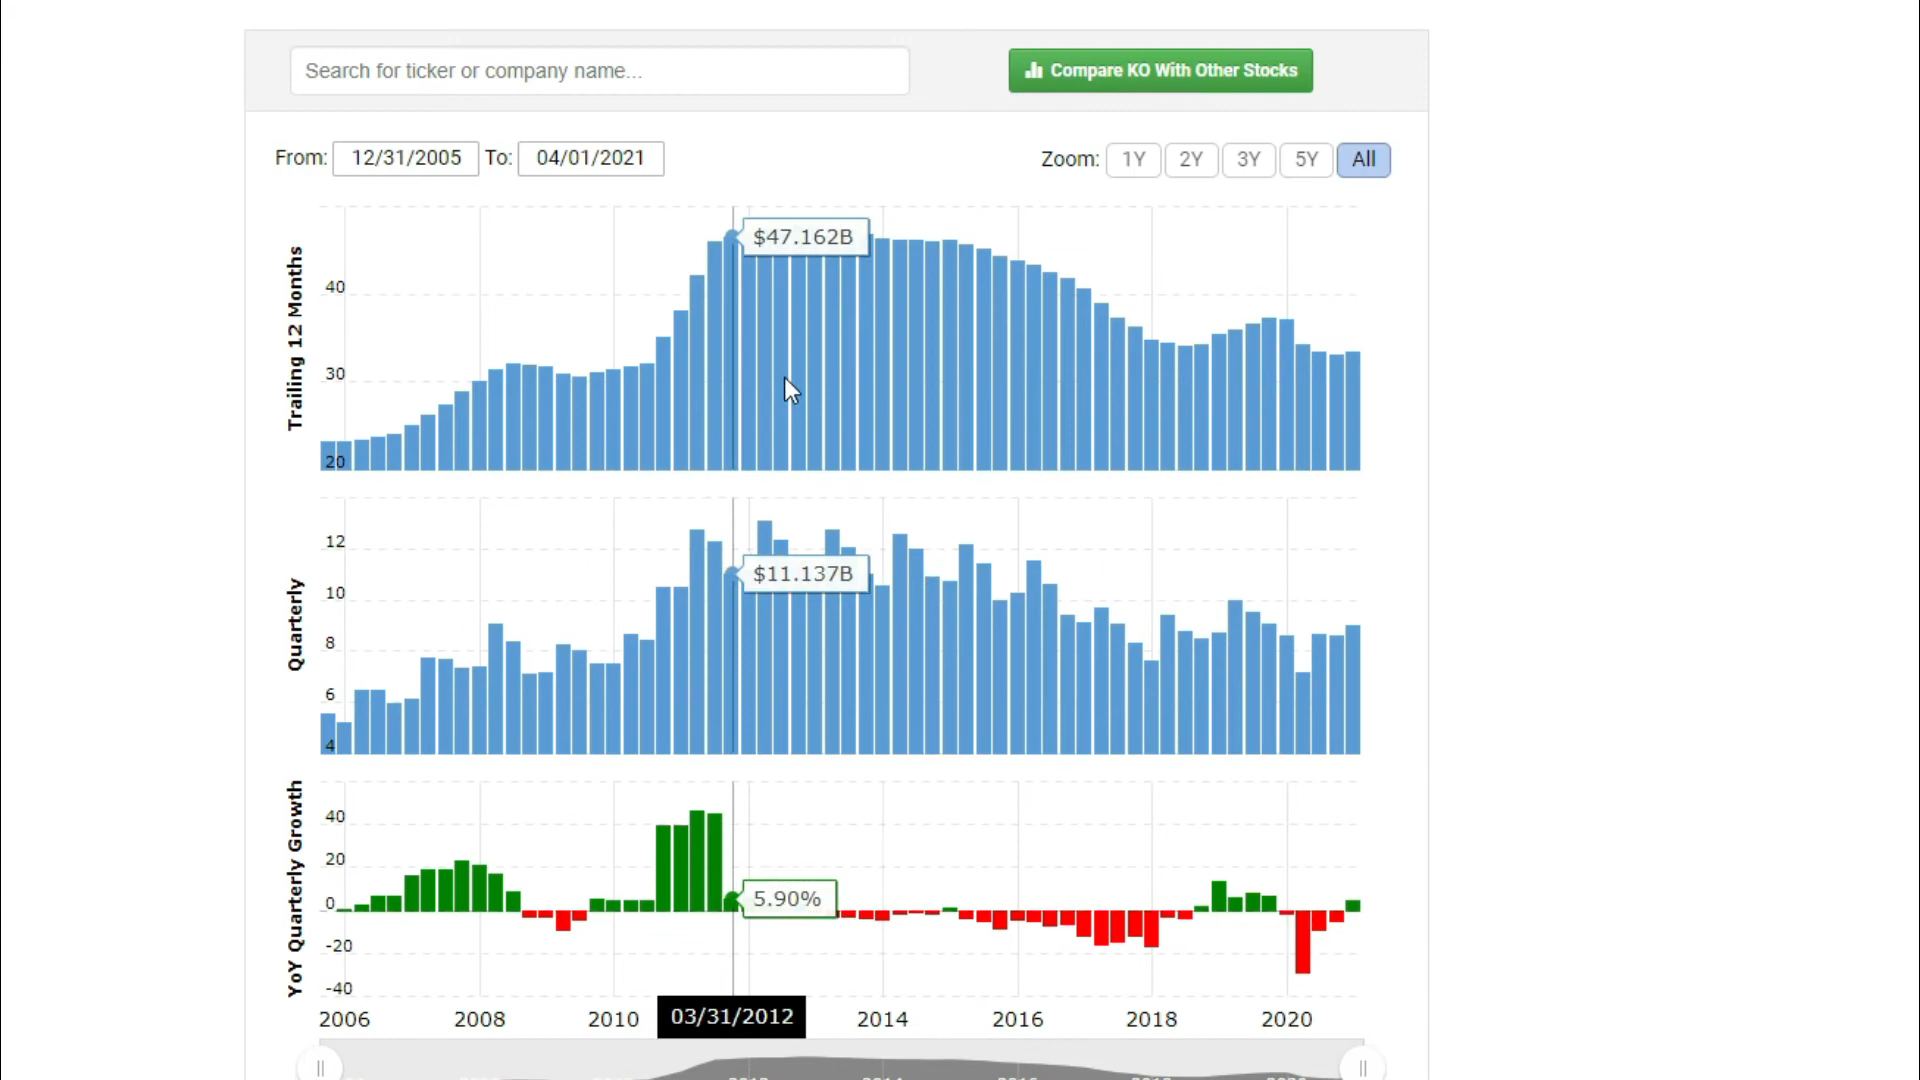 Search for ticker or company name...
Compare KO With Other Stocks
From: 12/31/2005 To: 04/01/2021
Zoom: 1Y 2Y 3Y 5Y All
Trailing 12 Months
$47.162B
40
30
20
Quarterly
$11.137B
12
10
8
6
4
YoY Quarterly Growth
5.90%
40
20
0
-20
-40
2006 2008 2010 03/31/2012 2014 2016 2018 2020